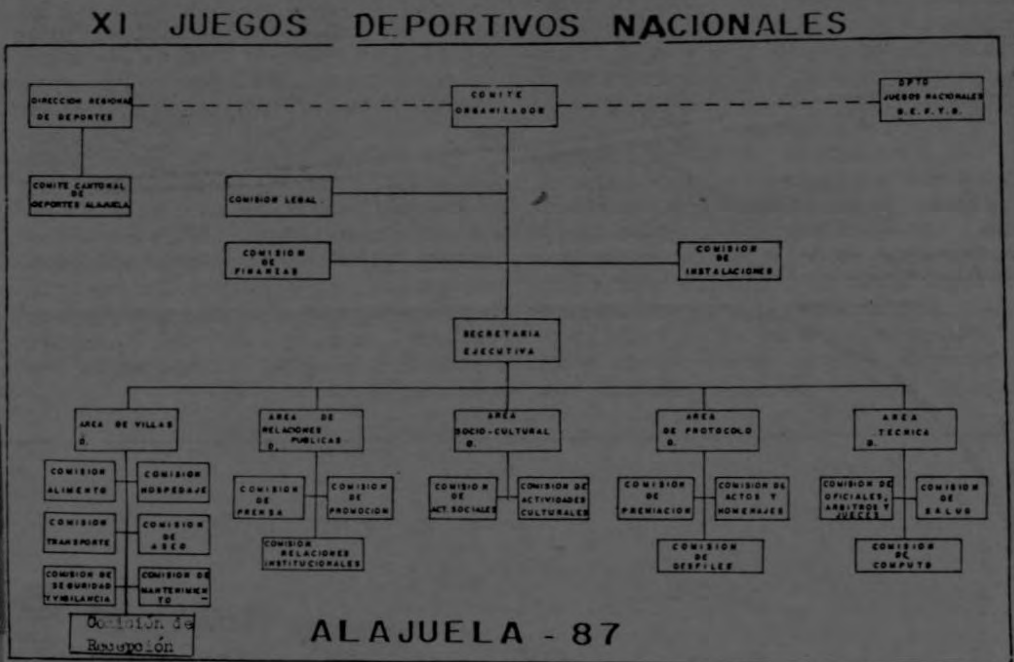 XI JUEGOS DEPORTIVOS NACIONALES
DIRECCION REGIONAL
DE DEPORTES
COMITE
ORGANIZADOR
DPTO
JUEGOS NACIONALES
D. E. F. Y. D.
COMITE CANTONAL
DE
DEPORTES ALAJUELA
COMISION LEGAL.
COMISION
DE
FINANZAS
COMISION
DE
INSTALACIONES
SECRETARIA
EJECUTIVA
AREA DE VILLAS
D.
AREA DE
RELACIONES
PUBLICAS
D.
AREA
SOCIO-CULTURAL
D.
AREA
DE PROTOCOLO
D.
AREA
TECNICA
D.
COMISION
ALIMENTO
COMISION
HOSPEDAJE
COMISION
DE
PRENSA
COMISION
DE
PROMOCION
COMISION
DE
ACT. SOCIALES
COMISION DE
ACTIVIDADES
CULTURALES
COMISION
DE
PREMIACION
COMISION DE
ACTOS Y
HOMENAJES
COMISION DE
OFICIALES,
ARBITROS Y
JUECES
COMISION
DE
SALUD
COMISION
TRANSPORTE
COMISION
DE
ASEO
COMISION
RELACIONES
INSTITUCIONALES
COMISION
DE
DESFILES
COMISION
DE
COMPUTO
COMISION DE
SEGURIDAD
Y VIGILANCIA
COMISION DE
MANTENIMIEN
TO -
Comisión de
Recepción
ALAJUELA - 87